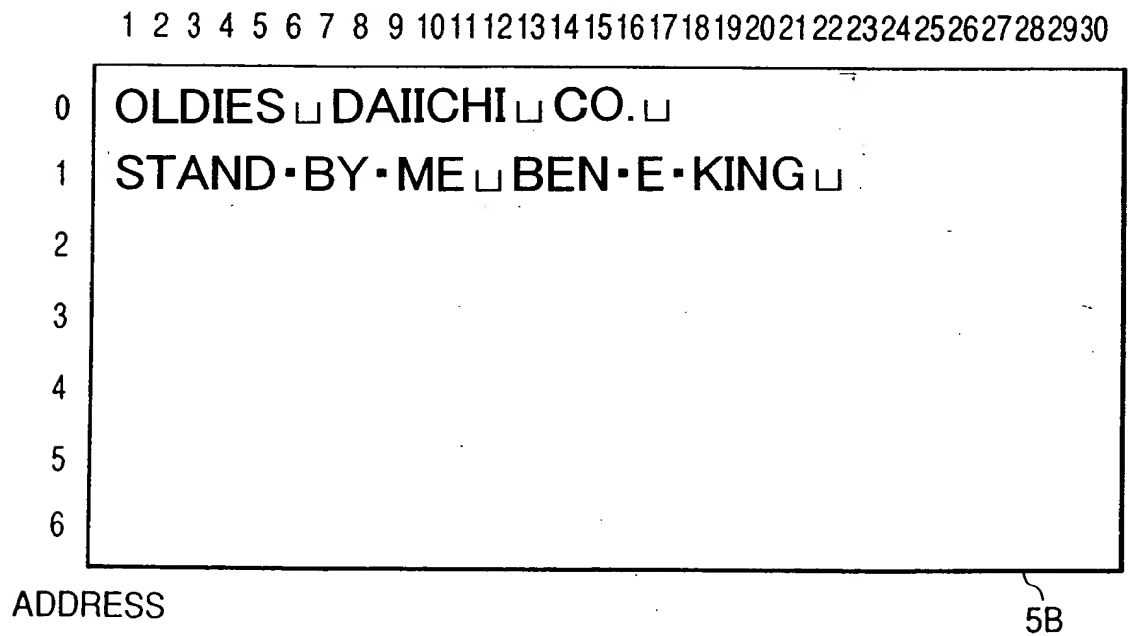 1 2 3 4 5 6 7 8 9 10 11 12 13 14 15 16 17 18 19 20 21 22 23 24 25 26 27 28 29 30
0 OLDIES␣DAIICHI␣CO.␣
1 STAND·BY·ME␣BEN·E·KING␣
2
3
4
5
6
ADDRESS
5B